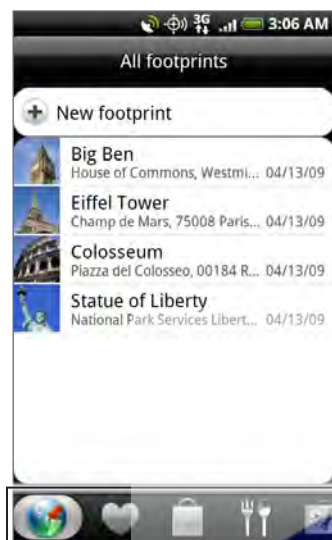 3G 3:06 AM
All footprints
New footprint
Big Ben
House of Commons, Westmi... 04/13/09
Eiffel Tower
Champ de Mars, 75008 Paris... 04/13/09
Colosseum
Piazza del Colosseo, 00184 R... 04/13/09
Statue of Liberty
National Park Services Libert... 04/13/09